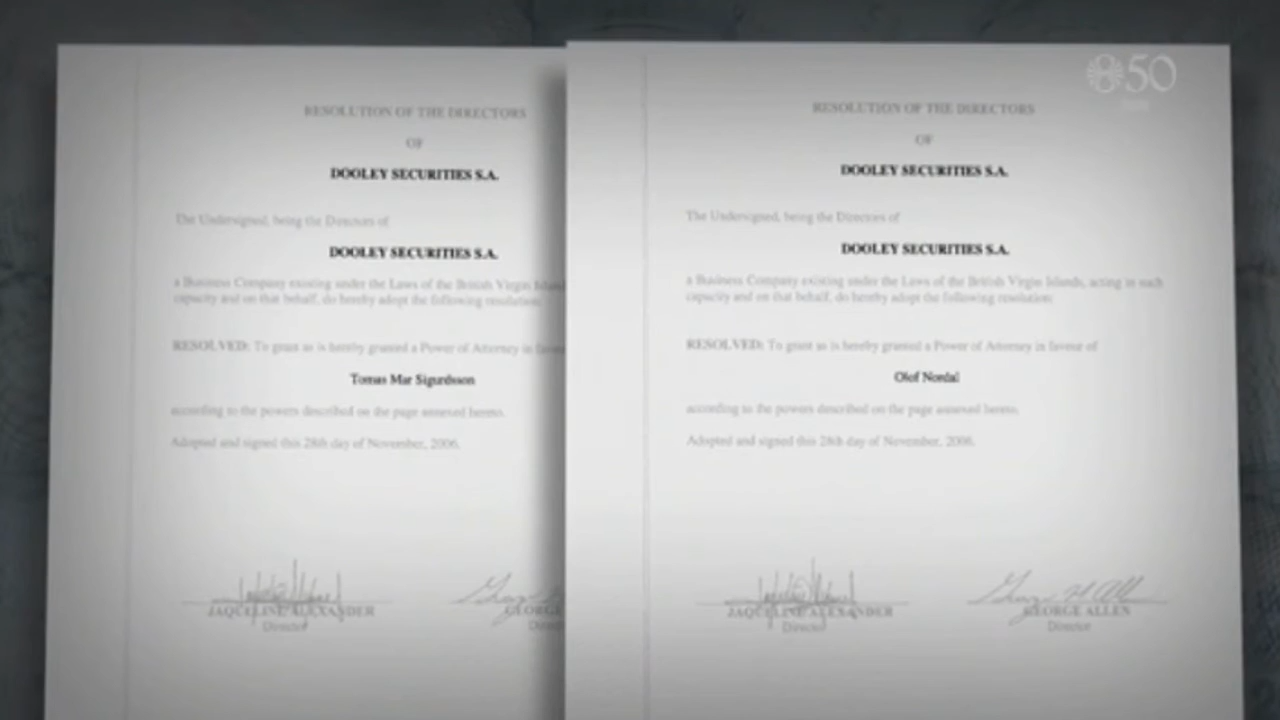 RESOLUTION OF THE DIRECTORS
OF
DOOLEY SECURITIES S.A.
The Undersigned, being the Directors of
DOOLEY SECURITIES S.A.
a Business Company existing under the Laws of the British Virgin Island
capacity and on that behalf, do hereby adopt the following resolution:
RESOLVED: To grant as is hereby granted a Power of Attorney in favou
Tomas Mar Sigurdsson
according to the powers described on the page annexed hereto.
Adopted and signed this 28th day of November, 2006.
JAQUELINE ALEXANDER
Director
GEORGE
Direc
RESOLUTION OF THE DIRECTORS
OF
DOOLEY SECURITIES S.A.
The Undersigned, being the Directors of
DOOLEY SECURITIES S.A.
a Business Company existing under the Laws of the British Virgin Islands, acting in such
capacity and on that behalf, do hereby adopt the following resolution:
RESOLVED: To grant as is hereby granted a Power of Attorney in favour of
Olof Nordal
according to the powers described on the page annexed hereto.
Adopted and signed this 28th day of November, 2006.
JAQUELINE ALEXANDER
Director
GEORGE ALLEN
Director
50